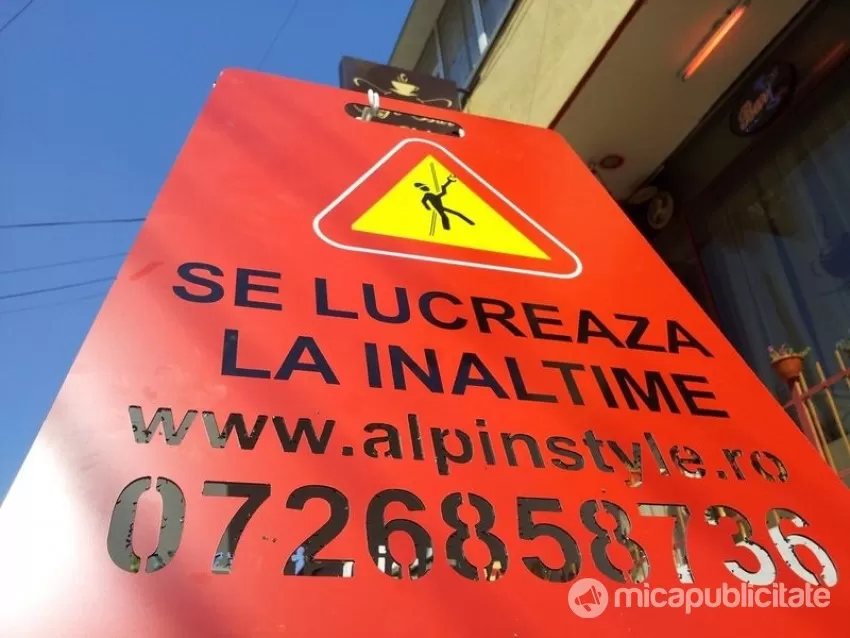 SE LUCREAZA
LA INALTIME
www.alpinstyle.ro
0726858736
micapublicitate